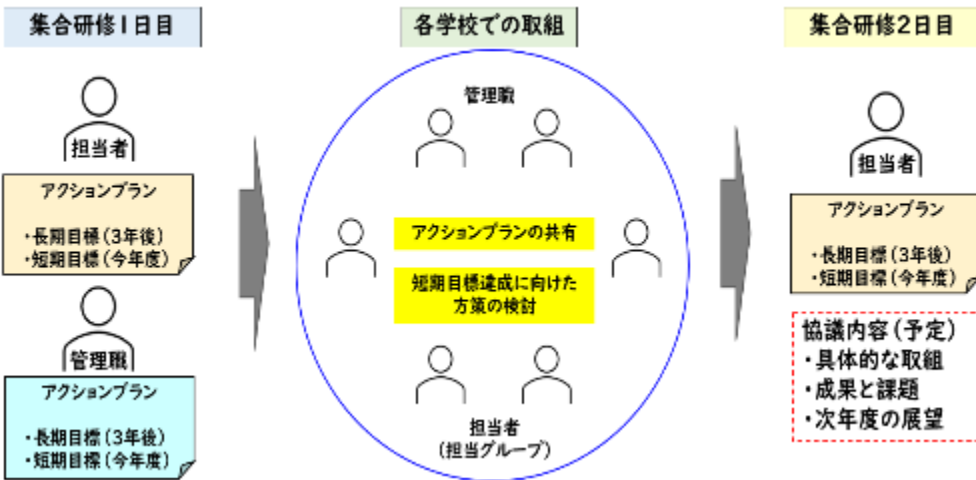 集合研修1日目
担当者
アクションプラン
・長期目標(3年後)
・短期目標(今年度)
管理職
アクションプラン
・長期目標(3年後)
・短期目標(今年度)
各学校での取組
管理職
アクションプランの共有
短期目標達成に向けた
方策の検討
担当者
(担当グループ)
集合研修2日目
担当者
アクションプラン
・長期目標(3年後)
・短期目標(今年度)
協議内容(予定)
・具体的な取組
・成果と課題
・次年度の展望